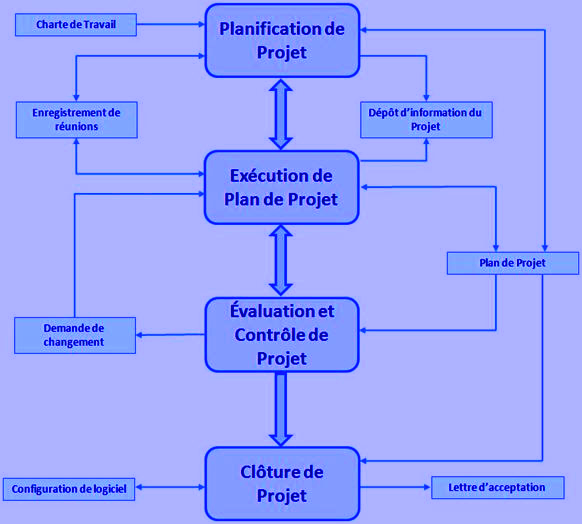 Charte de Travail
Planification de
Projet
Enregistrement de
réunions
Dépôt d'information du
Projet
Exécution de
Plan de Projet
Plan de Projet
Évaluation et
Contrôle de
Projet
Demande de
changement
Clôture de
Projet
Configuration de logiciel
Lettre d'acceptation